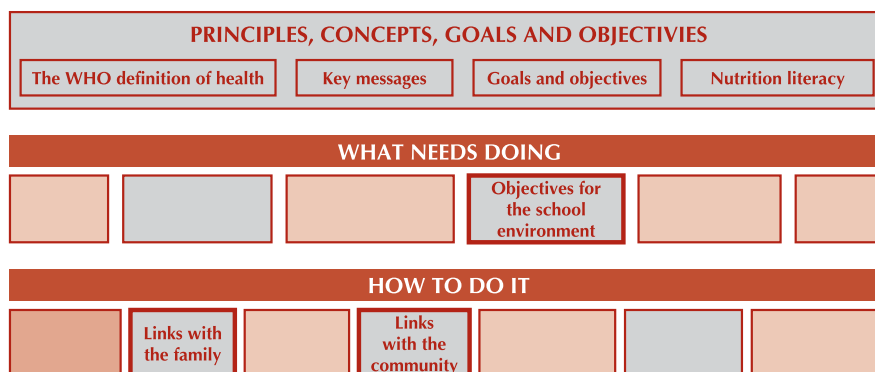 PRINCIPLES, CONCEPTS, GOALS AND OBJECTIVIES
The WHO definition of health
Key messages
Goals and objectives
Nutrition literacy
WHAT NEEDS DOING
Objectives for
the school
environment
HOW TO DO IT
Links with
the family
Links
with the
community